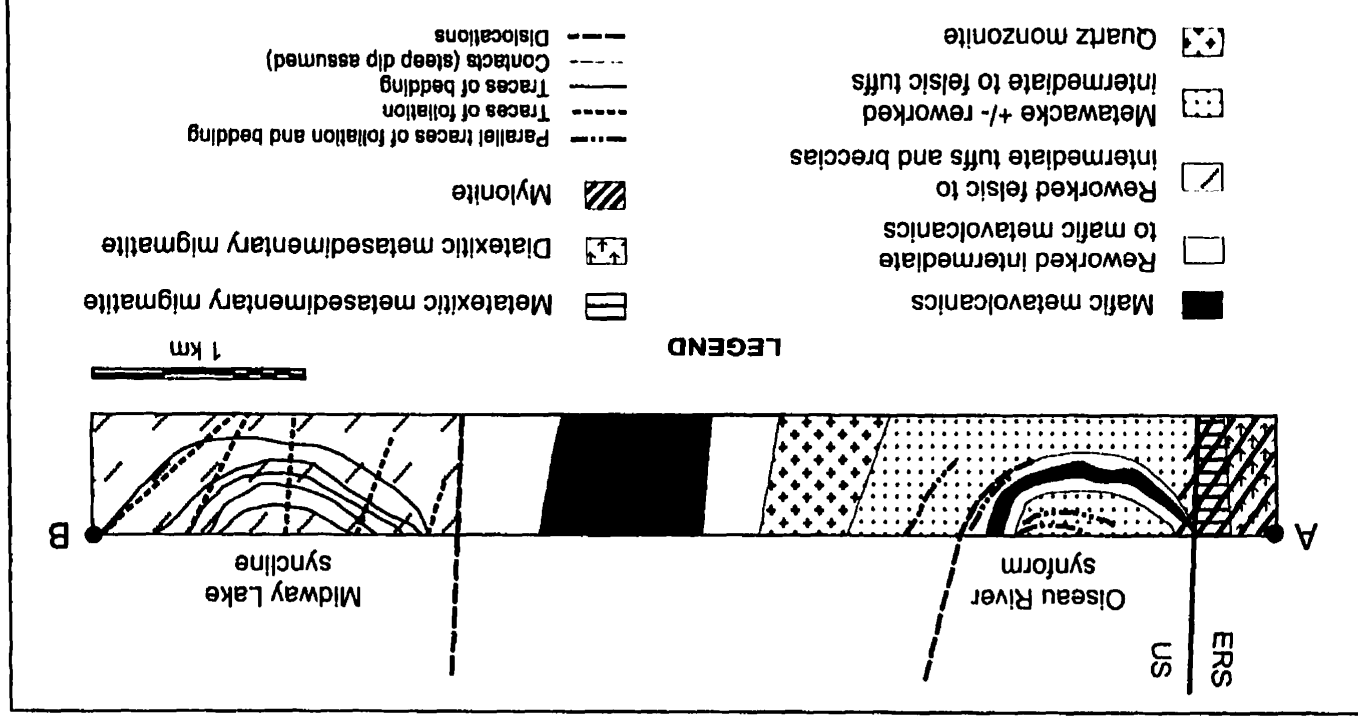 ERS
US
Oiseau River
synform
Midway Lake
syncline
A
B
1 km
LEGEND
Mafic metavolcanics
Reworked intermediate
to mafic metavolcanics
Reworked felsic to
intermediate tuffs and breccias
Metawacke +/- reworked
intermediate to felsic tuffs
Quartz monzonite
Metatexitic metasedimentary migmatite
Diatexitic metasedimentary migmatite
Mylonite
Parallel traces of foliation and bedding
Traces of foliation
Traces of bedding
Contacts (steep dip assumed)
Dislocations